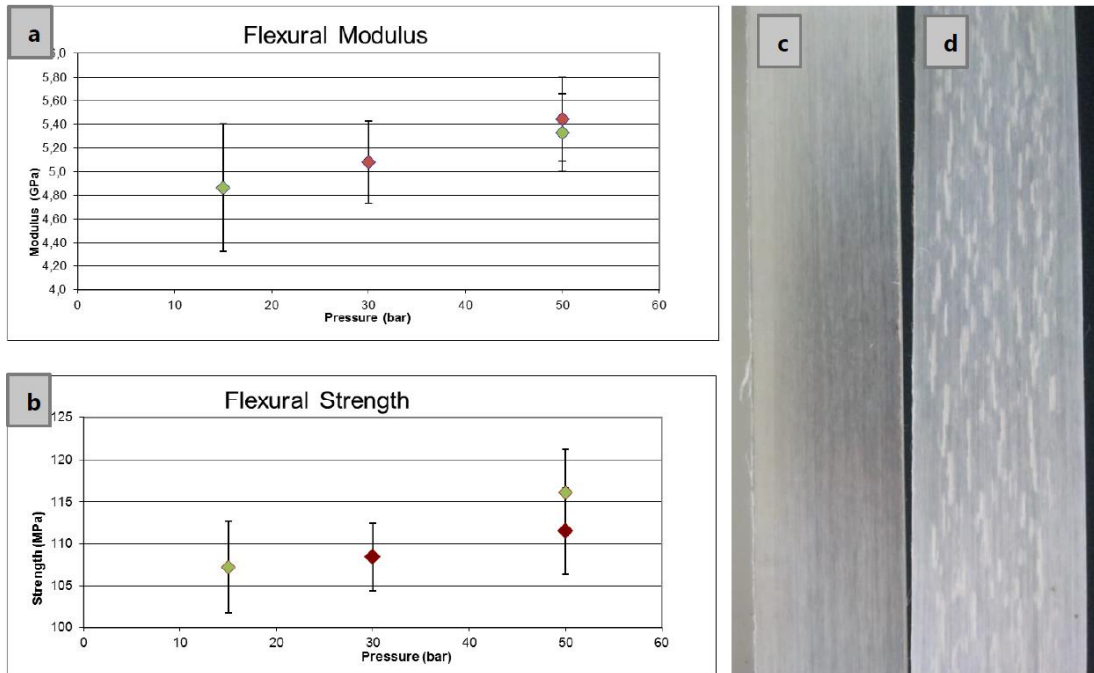 a
Flexural Modulus
6,0
5,80
5,60
5,40
5,20
5,0
4,80
4,60
4,40
4,20
4,0
Modulus (GPa)
0 10 20 30 40 50 60
Pressure (bar)
b
Flexural Strength
125
120
115
110
105
100
Strength (MPa)
0 10 20 30 40 50 60
Pressure (bar)
c
d